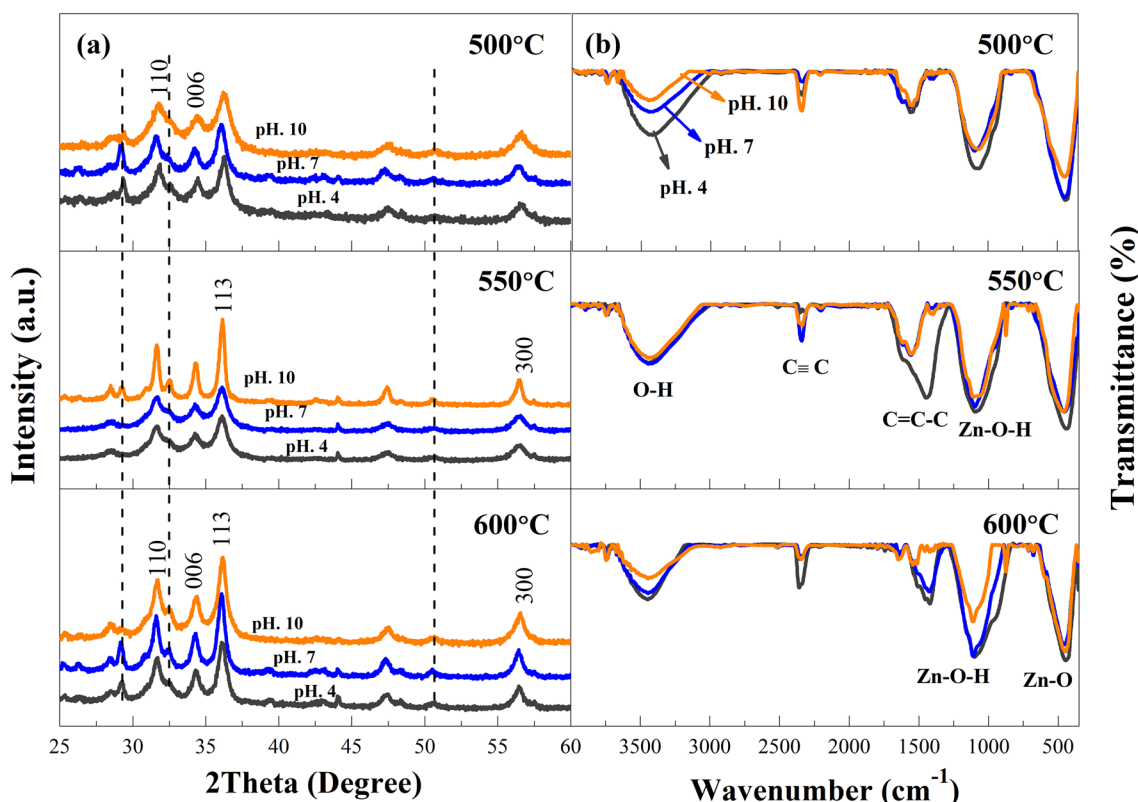 (a)
500°C
110
006
pH. 10
pH. 7
pH. 4
550°C
113
300
pH. 10
pH. 7
pH. 4
600°C
110
006
113
300
pH. 10
pH. 7
pH. 4
25 30 35 40 45 50 55 60
2Theta (Degree)
Intensity (a.u.)
(b)
500°C
pH. 10
pH. 7
pH. 4
550°C
O-H
C≡ C
C=C-C
Zn-O-H
600°C
Zn-O-H
Zn-O
3500 3000 2500 2000 1500 1000 500
Wavenumber (cm⁻¹)
Transmittance (%)